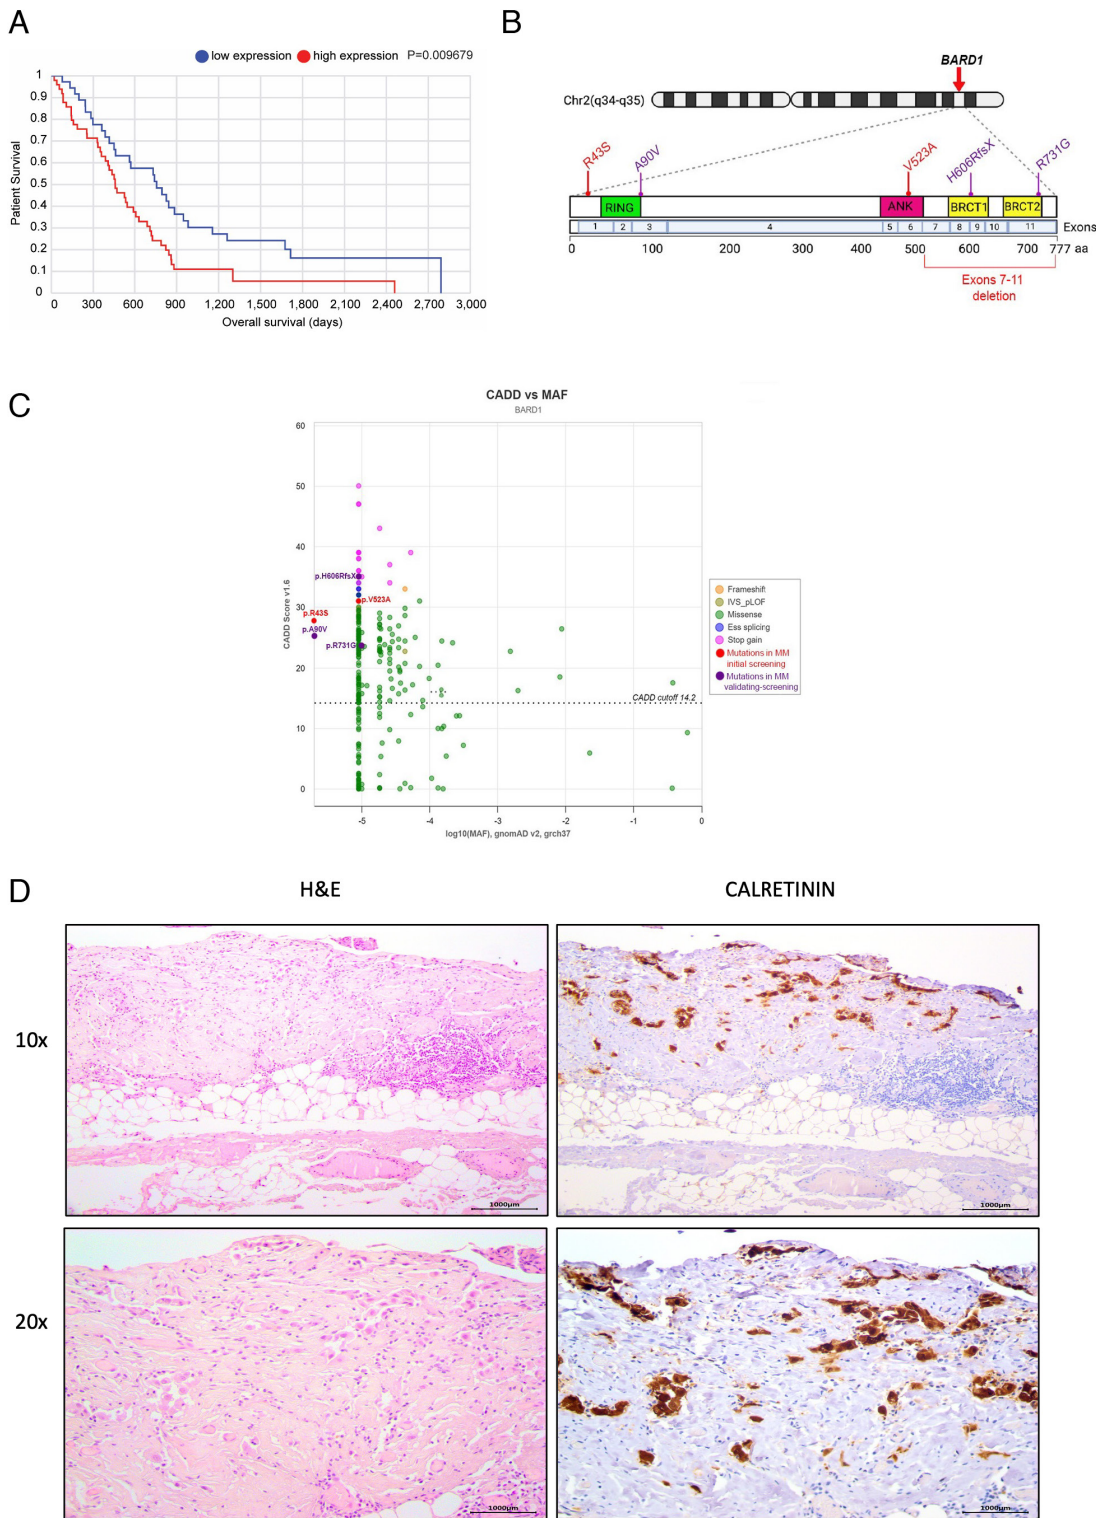 A
low expression high expression P=0.009679
Patient Survival
1
0.9
0.8
0.7
0.6
0.5
0.4
0.3
0.2
0.1
0
0 300 600 900 1,200 1,500 1,800 2,100 2,400 2,700 3,000
Overall survival (days)
B
BARD1
Chr2(q34-q35)
R43S A90V V523A H606RfsX R731G
RING ANK BRCT1 BRCT2
1 2 3 4 5 6 7 8 9 10 11 Exons
0 100 200 300 400 500 600 700 777 aa
Exons 7-11
deletion
C
CADD vs MAF
BARD1
CADD Score v1.6
60
50
40
30
20
10
0
p.H606RfsX
p.V523A
p.R43S
p.A90V
p.R731G
CADD cutoff 14.2
-5 -4 -3 -2 -1 0
log10(MAF), gnomAD v2, grch37
Frameshift
IVS_pLOF
Missense
Ess splicing
Stop gain
Mutations in MM
initial screening
Mutations in MM
validating-screening
D
H&E CALRETININ
10x
1000μm 1000μm
20x
1000μm 1000μm